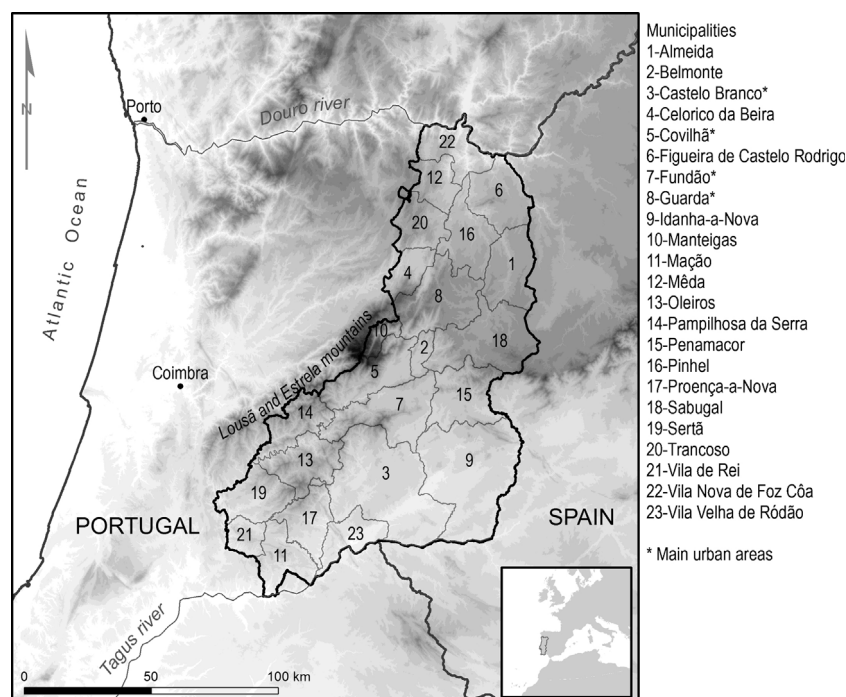 N
Porto
Douro river
Atlantic Ocean
22
12
6
20
16
4
1
8
10
18
2
5
Lousã and Estrela mountains
Coimbra
15
7
14
13
9
3
19
17
PORTUGAL
SPAIN
21
23
11
Tagus river
0 50 100 km
Municipalities
1-Almeida
2-Belmonte
3-Castelo Branco*
4-Celorico da Beira
5-Covilhã*
6-Figueira de Castelo Rodrigo
7-Fundão*
8-Guarda*
9-Idanha-a-Nova
10-Manteigas
11-Mação
12-Mêda
13-Oleiros
14-Pampilhosa da Serra
15-Penamacor
16-Pinhel
17-Proença-a-Nova
18-Sabugal
19-Sertã
20-Trancoso
21-Vila de Rei
22-Vila Nova de Foz Côa
23-Vila Velha de Ródão
* Main urban areas